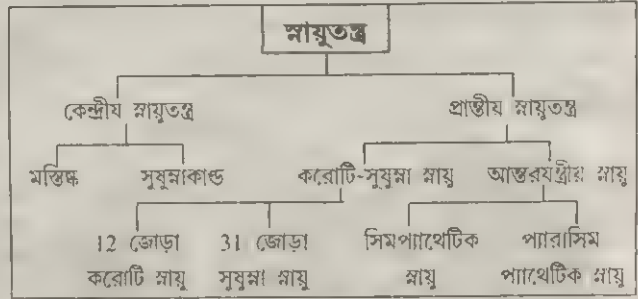 স্নায়ুতন্ত্র
কেন্দ্রীয় স্নায়ুতন্ত্র প্রান্তীয় স্নায়ুতন্ত্র
মস্তিষ্ক সুষুম্নাকাণ্ড করোটি-সুষুম্না স্নায়ু আন্তরযন্ত্রীয় স্নায়ু
12 জোড়া 31 জোড়া সিমপ্যাথেটিক প্যারাসিম
করোটি স্নায়ু সুষুম্না স্নায়ু স্নায়ু প্যাথেটিক স্নায়ু